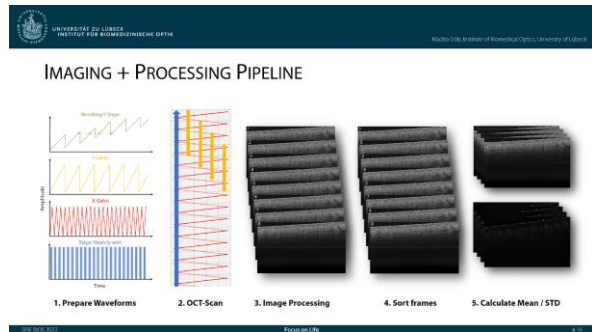 UNIVERSITÄT ZU LÜBECK
INSTITUT FÜR BIOMEDIZINISCHE OPTIK
Madita Göb, Institute of Biomedical Optics, University of Lübeck
IMAGING + PROCESSING PIPELINE
Resulting Y Steps
Y-Galvo
X-Galvo
Stage Steps (y-axis)
Amplitude
Time
1. Prepare Waveforms
2. OCT-Scan
3. Image Processing
4. Sort frames
5. Calculate Mean / STD
SPIE BIOS 2022
Focus on Life
# 16